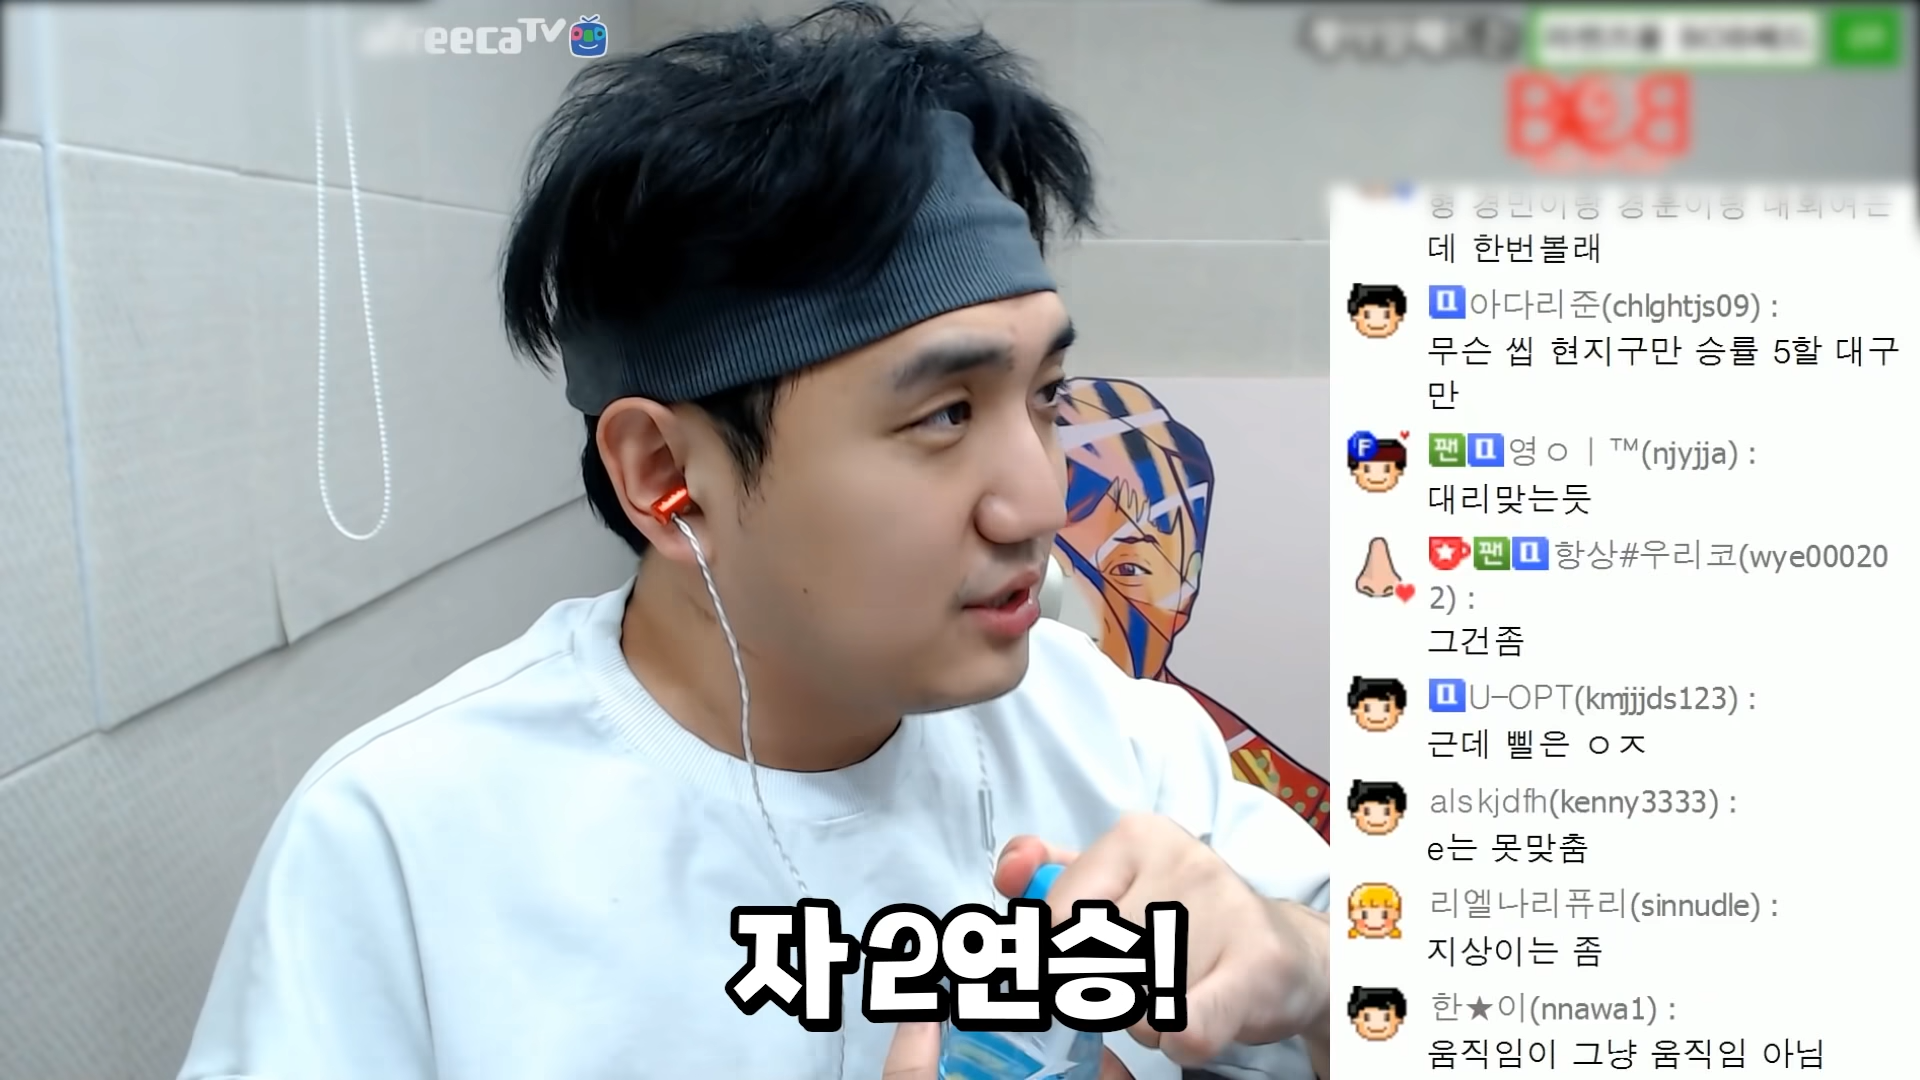 afreecaTV
데 한번볼래
아다리준(chlghtjs09) :
무슨 씹 현지구만 승률 5할 대구
만
팬 영ㅇㅣ™(njyjja) :
대리맞는듯
팬 항상#우리코(wye00020
2) :
그건좀
U-OPT(kmjjjds123) :
근데 삘은 ㅇㅈ
alskjdfh(kenny3333) :
e는 못맞춤
리엘나리퓨리(sinnudle) :
지상이는 좀
한★이(nnawa1) :
움직임이 그냥 움직임 아님
자 2연승!